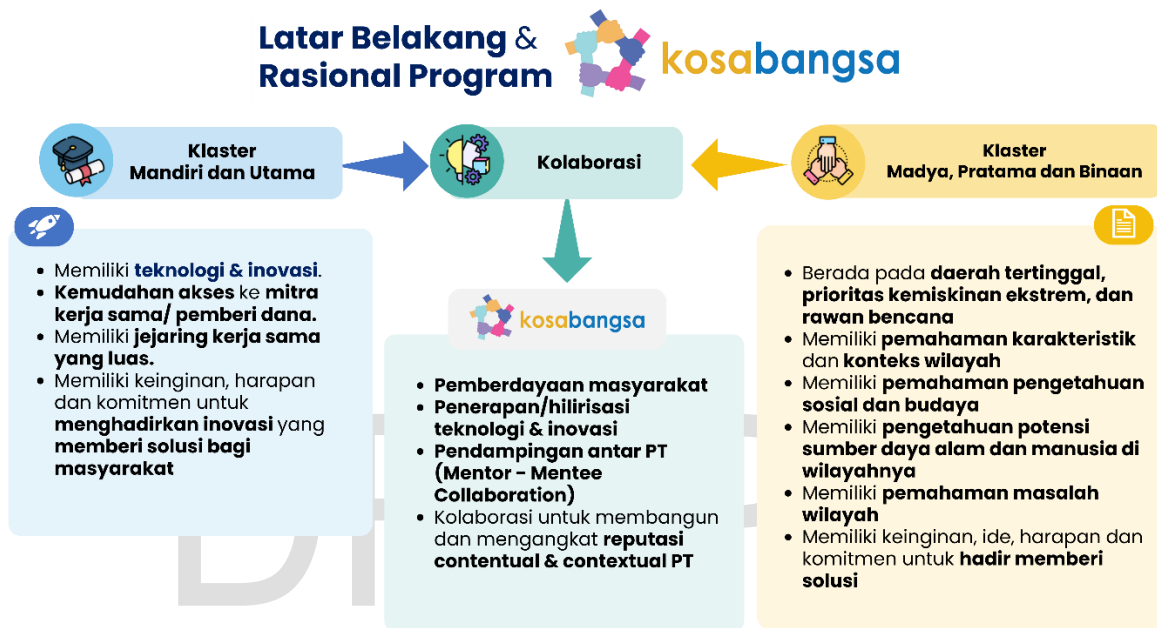 Latar Belakang &
Rasional Program
kosabangsa
Klaster
Mandiri dan Utama
Kolaborasi
Klaster
Madya, Pratama dan Binaan
• Memiliki teknologi & inovasi.
• Kemudahan akses ke mitra
kerja sama/ pemberi dana.
• Memiliki jejaring kerja sama
yang luas.
• Memiliki keinginan, harapan
dan komitmen untuk
menghadirkan inovasi yang
memberi solusi bagi
masyarakat
kosabangsa
• Pemberdayaan masyarakat
• Penerapan/hilirisasi
teknologi & inovasi
• Pendampingan antar PT
(Mentor - Mentee
Collaboration)
• Kolaborasi untuk membangun
dan mengangkat reputasi
contentual & contextual PT
• Berada pada daerah tertinggal,
prioritas kemiskinan ekstrem, dan
rawan bencana
• Memiliki pemahaman karakteristik
dan konteks wilayah
• Memiliki pemahaman pengetahuan
sosial dan budaya
• Memiliki pengetahuan potensi
sumber daya alam dan manusia di
wilayahnya
• Memiliki pemahaman masalah
wilayah
• Memiliki keinginan, ide, harapan dan
komitmen untuk hadir memberi
solusi